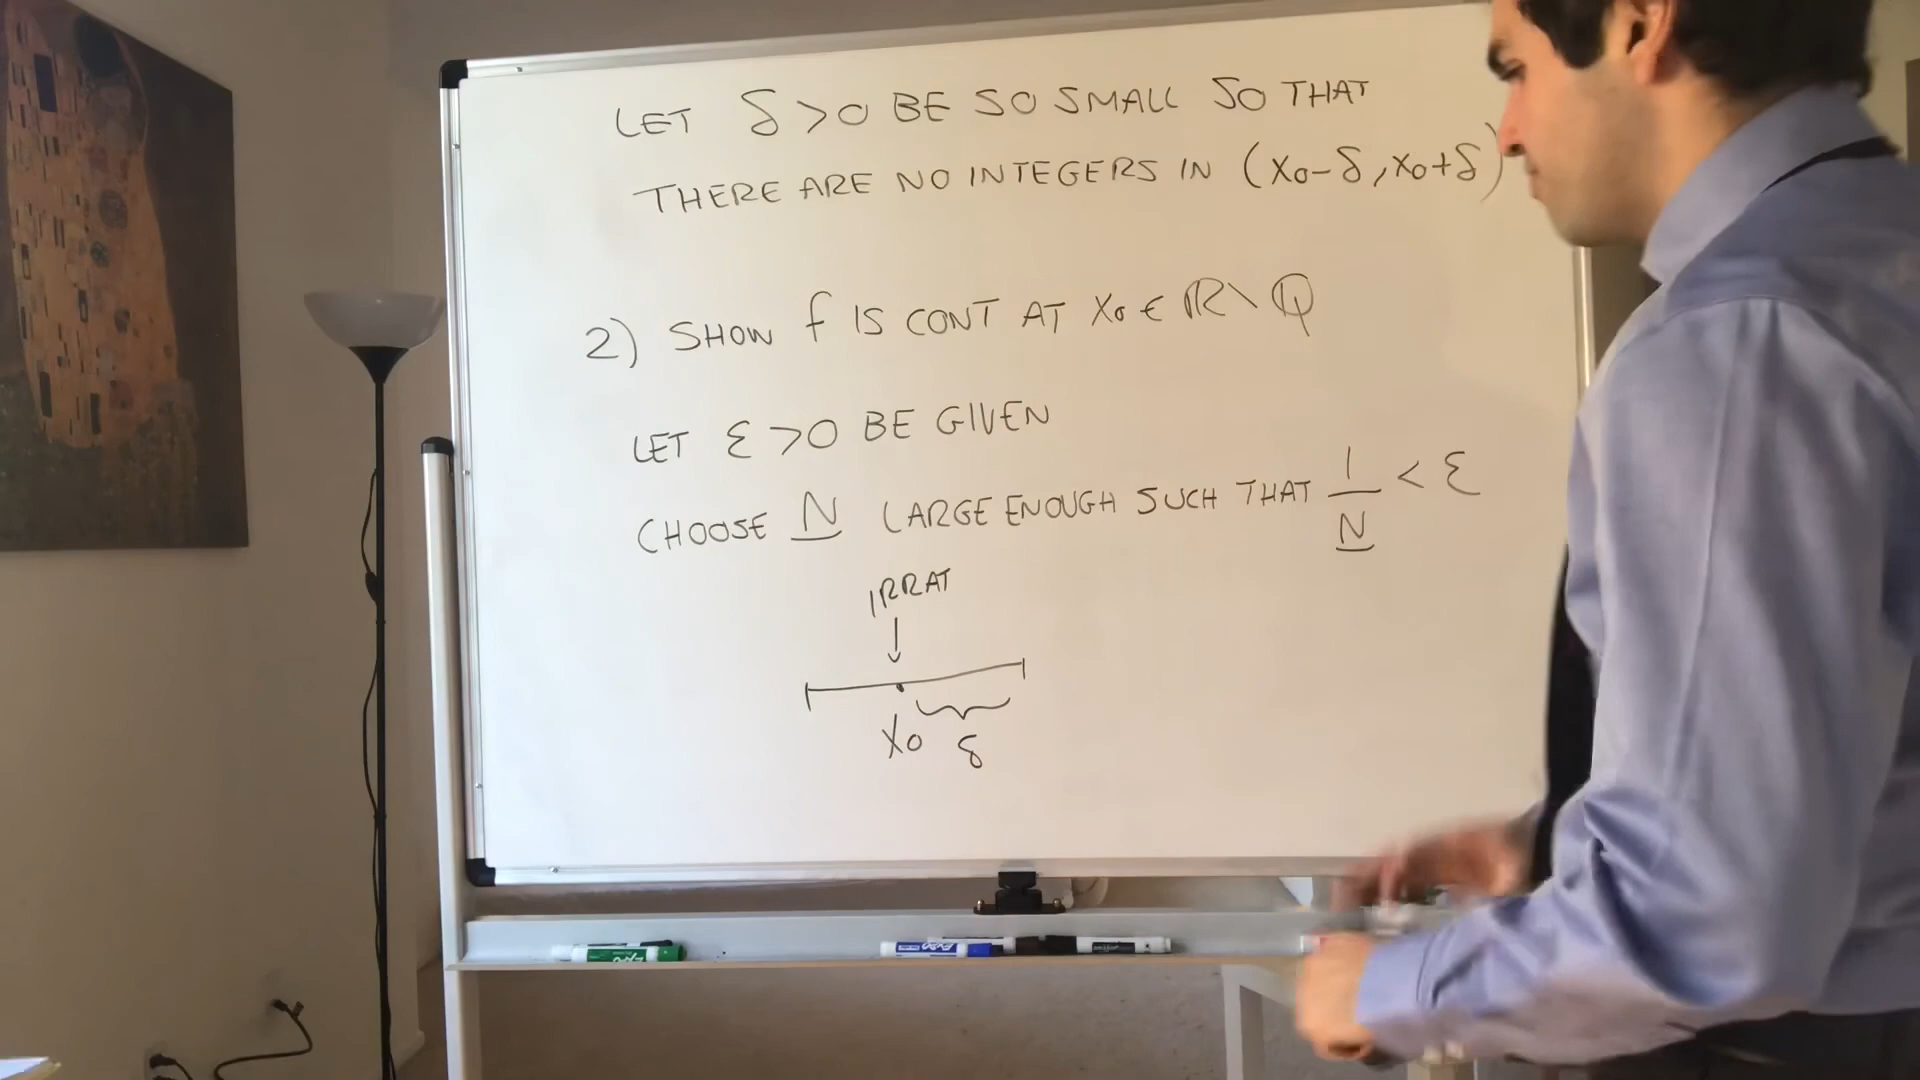 LET δ > 0 BE SO SMALL SO THAT
THERE ARE NO INTEGERS IN (x₀-δ, x₀+δ)
2) SHOW f IS CONT AT x₀ ∈ ℝ \ ℚ
LET ε > 0 BE GIVEN
CHOOSE N LARGE ENOUGH SUCH THAT 1/N < ε
IRRAT
x₀ δ